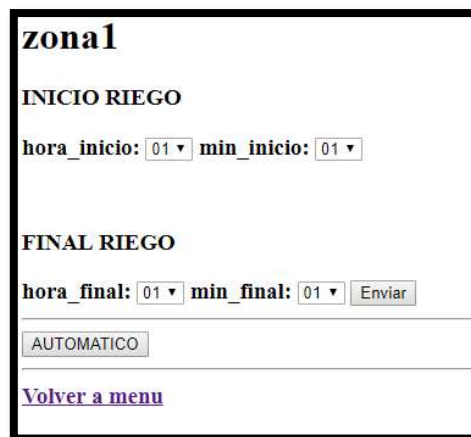 zona1
INICIO RIEGO
hora_inicio: 01 min_inicio: 01
FINAL RIEGO
hora_final: 01 min_final: 01 Enviar
AUTOMATICO
Volver a menu